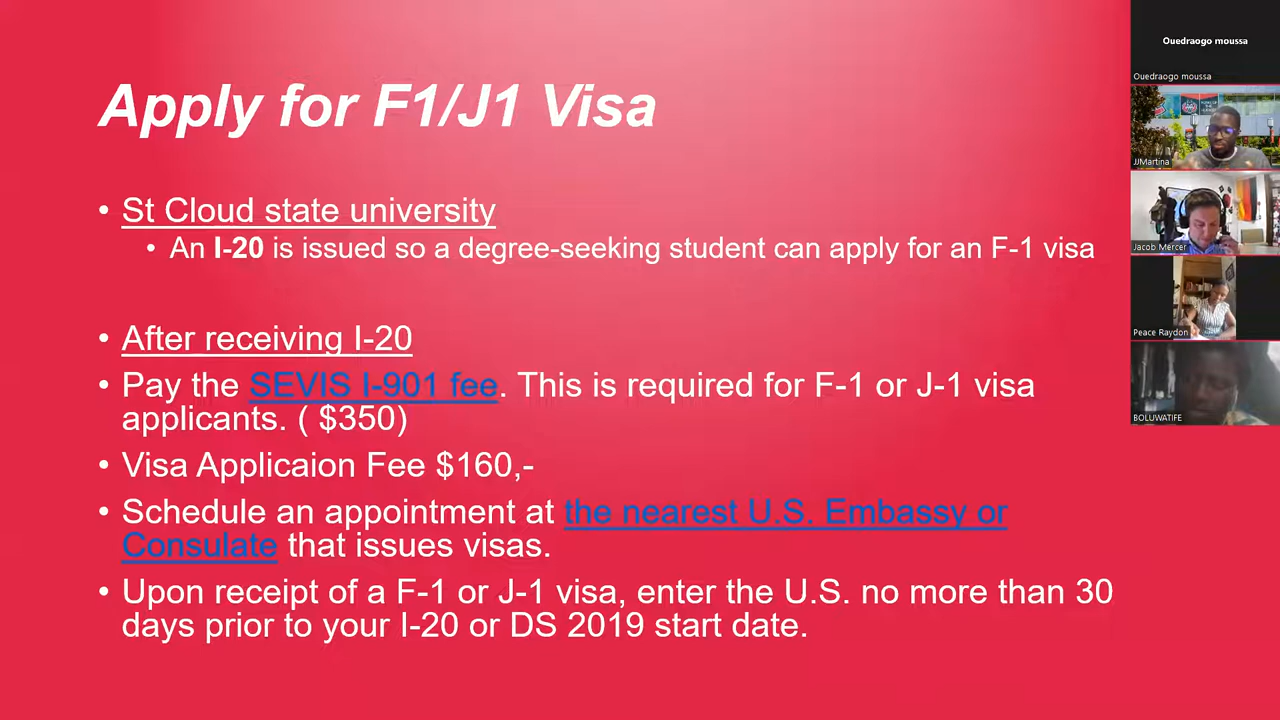 Apply for F1/J1 Visa
• St Cloud state university
• An I-20 is issued so a degree-seeking student can apply for an F-1 visa
• After receiving I-20
• Pay the SEVIS I-901 fee. This is required for F-1 or J-1 visa
applicants. ( $350)
• Visa Applicaion Fee $160,-
• Schedule an appointment at the nearest U.S. Embassy or
Consulate that issues visas.
• Upon receipt of a F-1 or J-1 visa, enter the U.S. no more than 30
days prior to your I-20 or DS 2019 start date.
Ouedraogo moussa
Ouedraogo moussa
JJMartina
Jacob Mercer
Peace Raydon
BOLUWATIFE